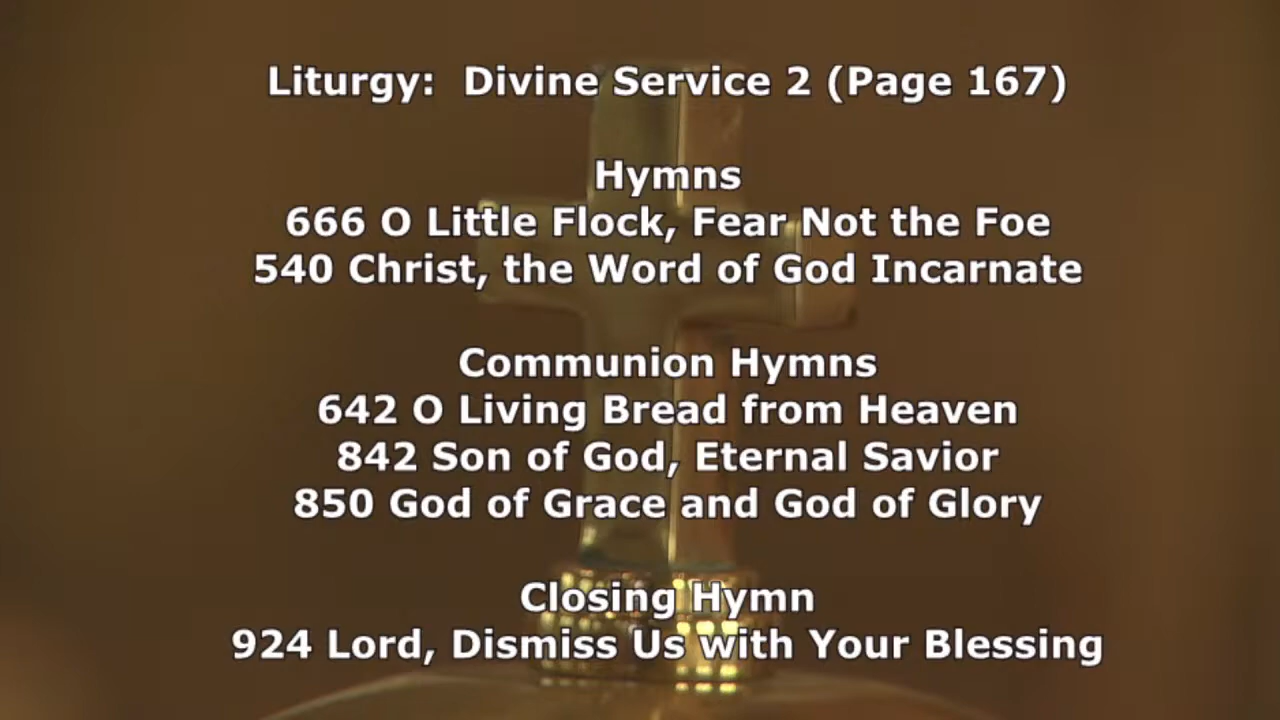 Liturgy:  Divine Service 2 (Page 167)
Hymns
666 O Little Flock, Fear Not the Foe
540 Christ, the Word of God Incarnate
Communion Hymns
642 O Living Bread from Heaven
842 Son of God, Eternal Savior
850 God of Grace and God of Glory
Closing Hymn
924 Lord, Dismiss Us with Your Blessing